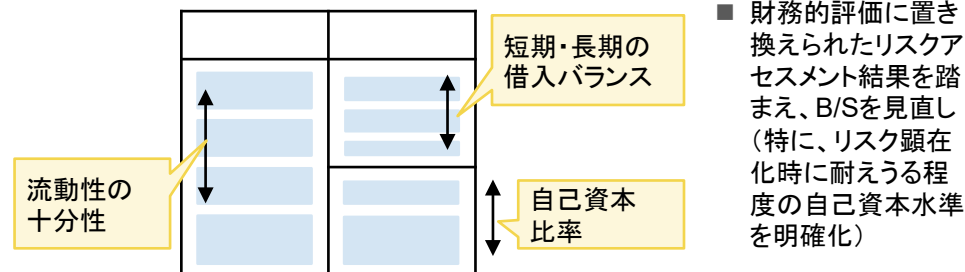 短期・長期の
借入バランス
流動性の
十分性
自己資本
比率
■ 財務的評価に置き
換えられたリスクア
セスメント結果を踏
まえ、B/Sを見直し
（特に、リスク顕在
化時に耐えうる程
度の自己資本水準
を明確化）